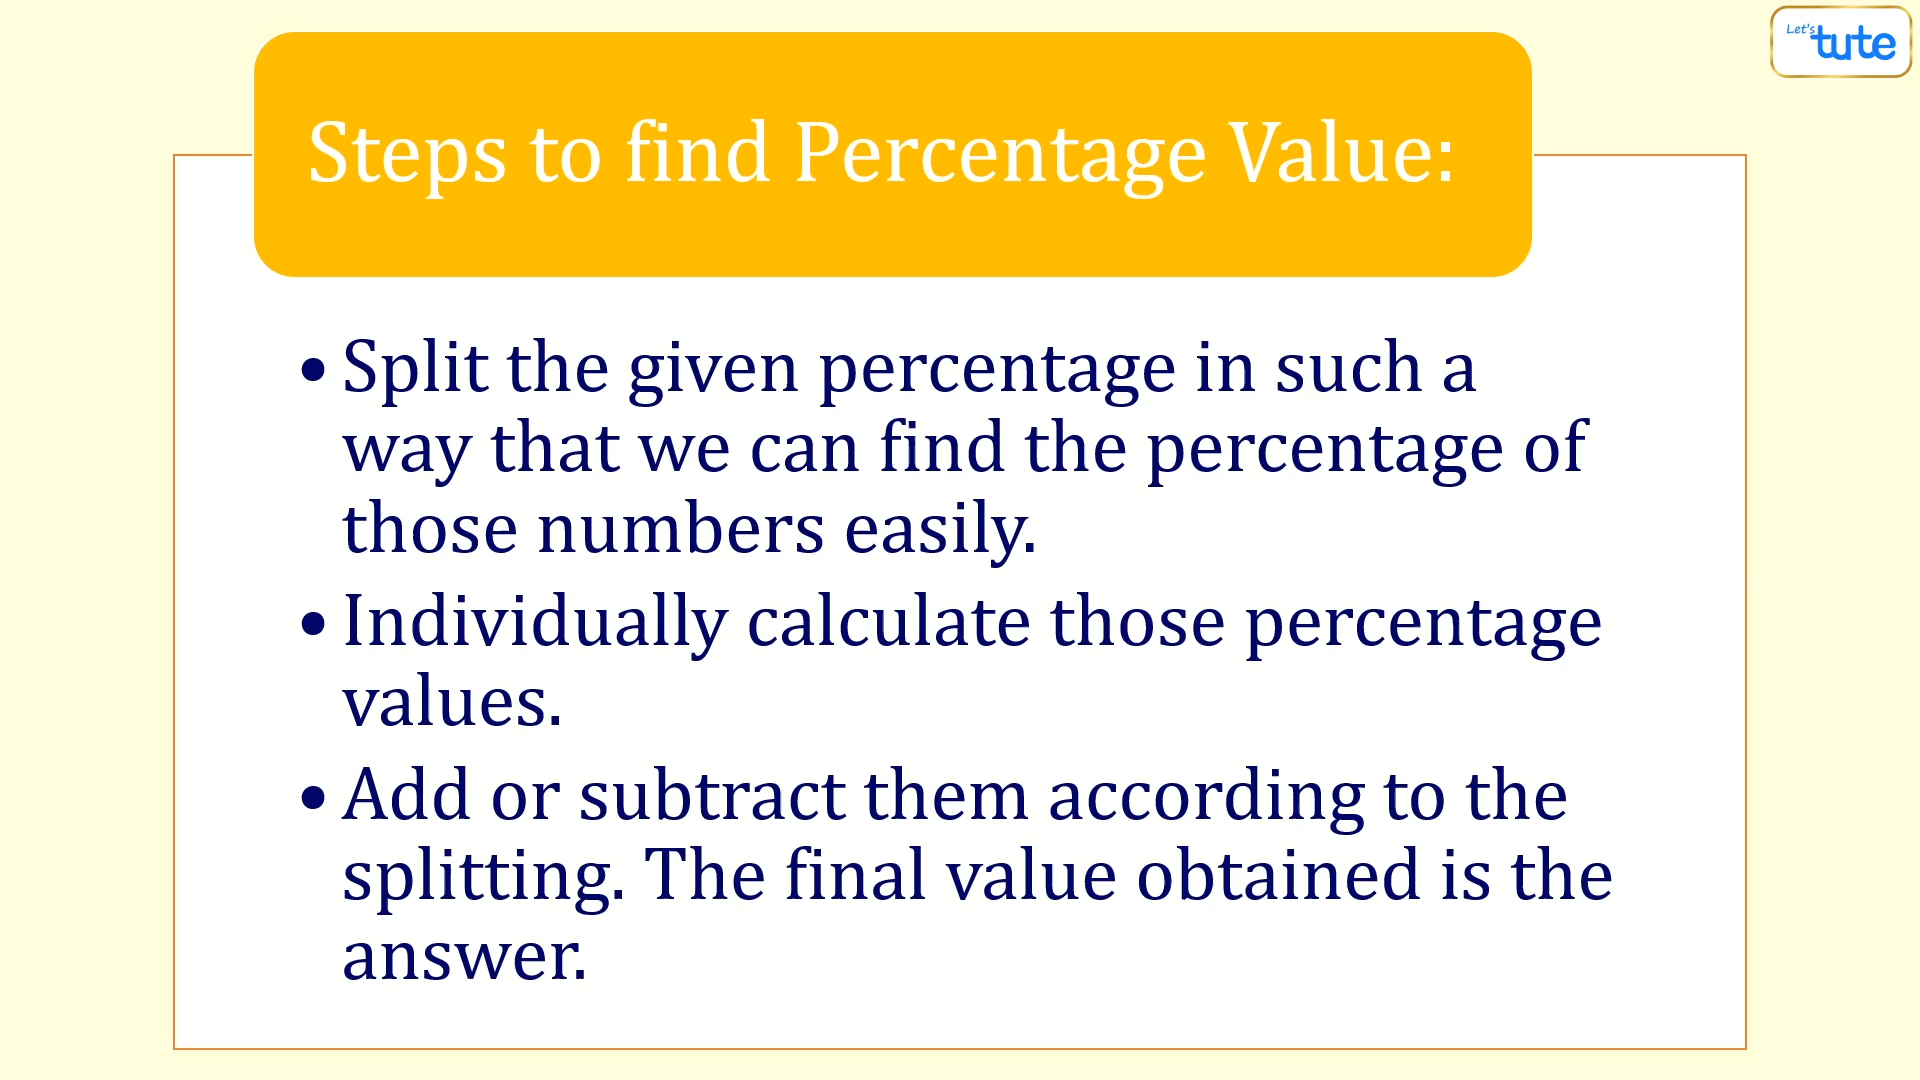 Let's
tute
Steps to find Percentage Value:
• Split the given percentage in such a
way that we can find the percentage of
those numbers easily.
• Individually calculate those percentage
values.
• Add or subtract them according to the
splitting. The final value obtained is the
answer.